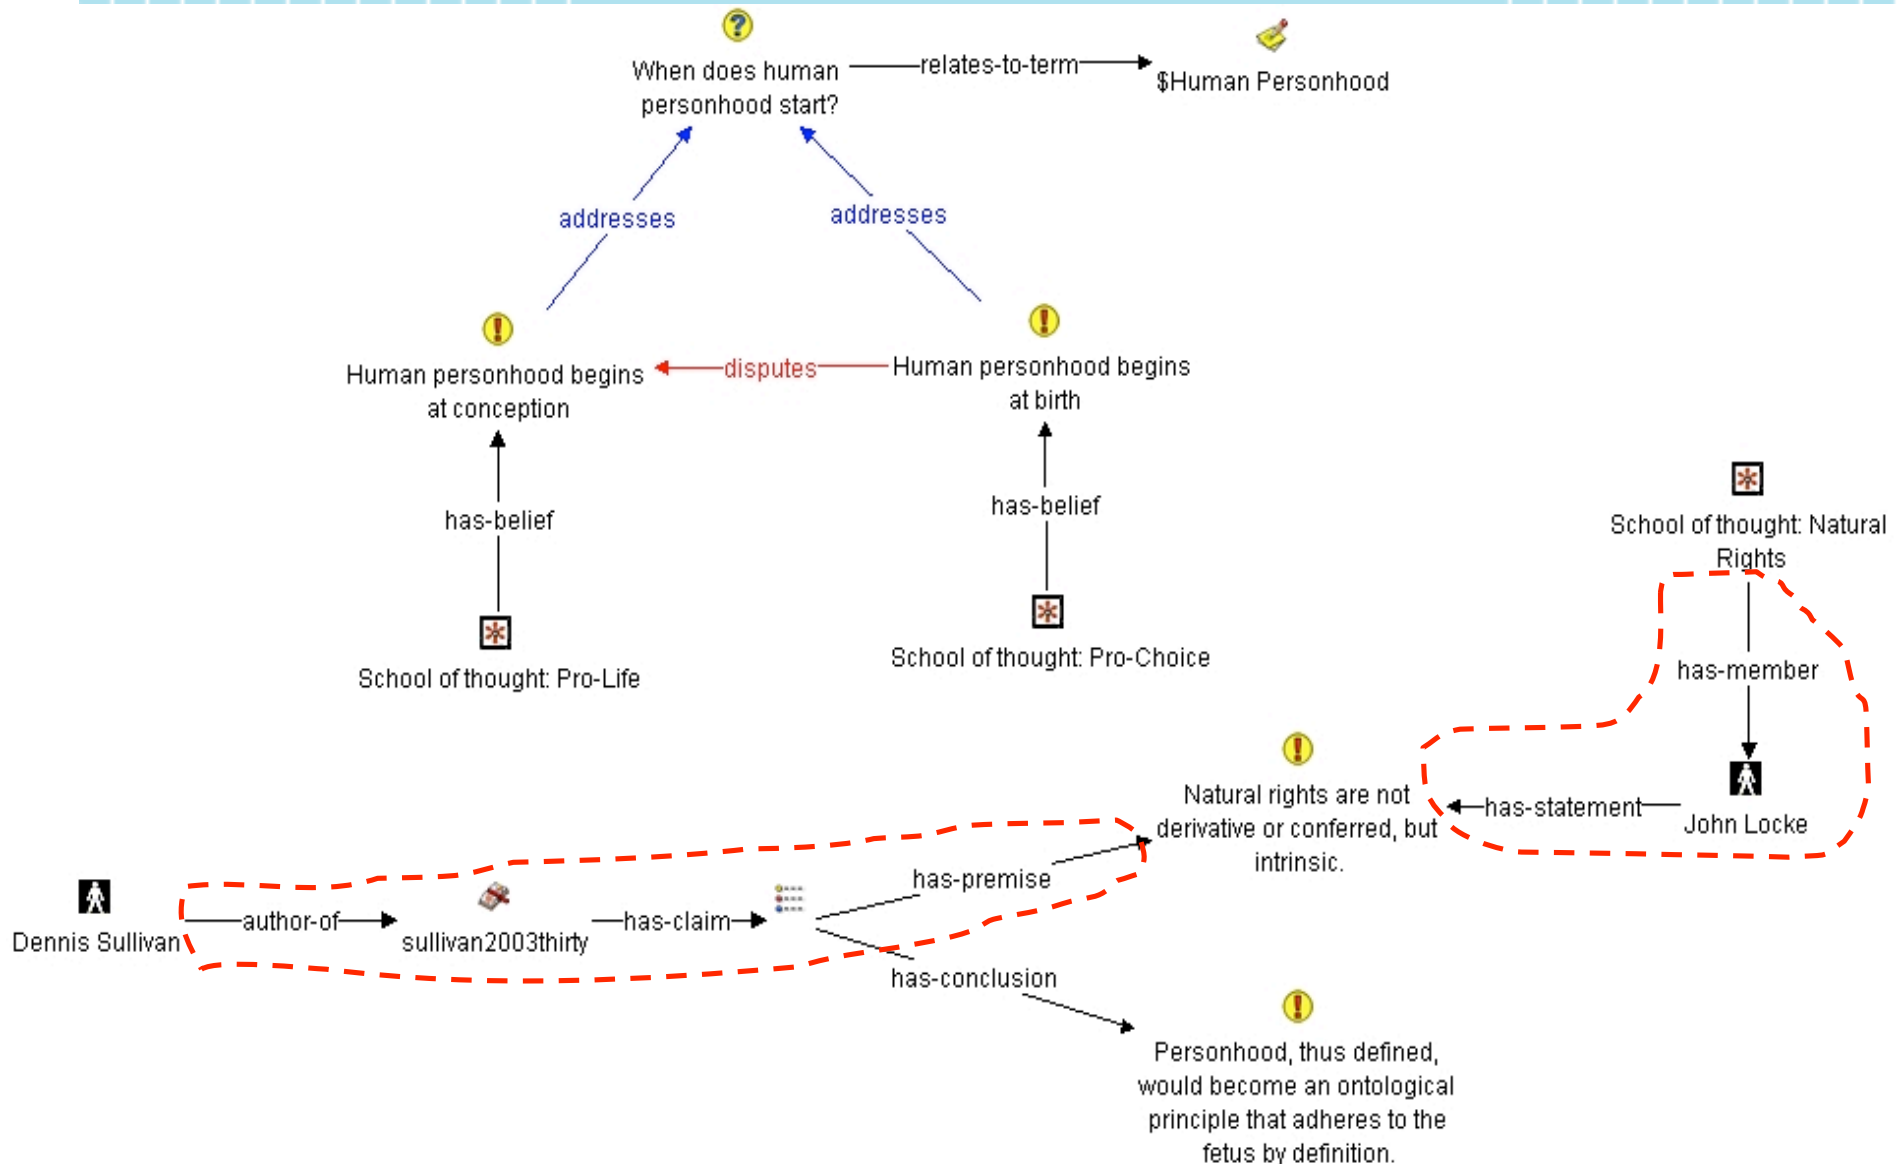 When does human
personhood start?
relates-to-term
$Human Personhood
addresses
addresses
Human personhood begins
at conception
disputes
Human personhood begins
at birth
has-belief
has-belief
School of thought: Pro-Life
School of thought: Pro-Choice
School of thought: Natural
Rights
has-member
John Locke
has-statement
Natural rights are not
derivative or conferred, but
intrinsic.
Dennis Sullivan
author-of
sullivan2003thirty
has-claim
has-premise
has-conclusion
Personhood, thus defined,
would become an ontological
principle that adheres to the
fetus by definition.